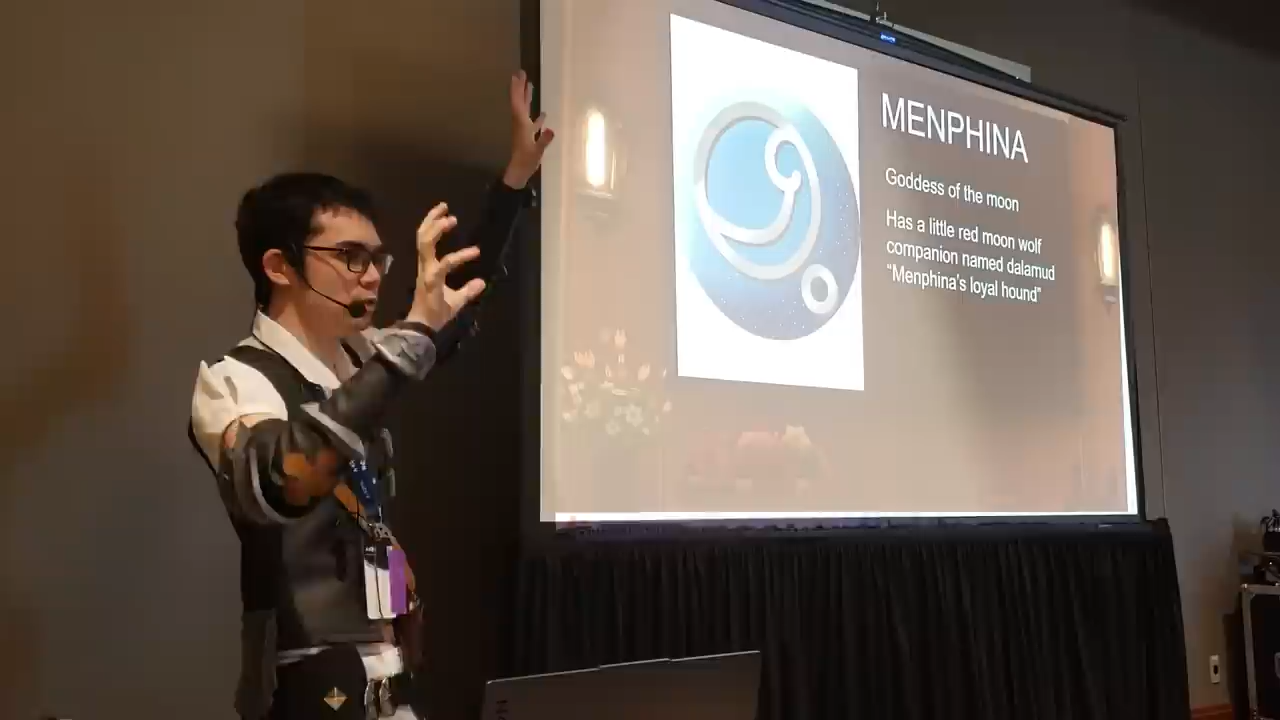 MENPHINA
Goddess of the moon
Has a little red moon wolf
companion named dalamud
“Menphina's loyal hound”